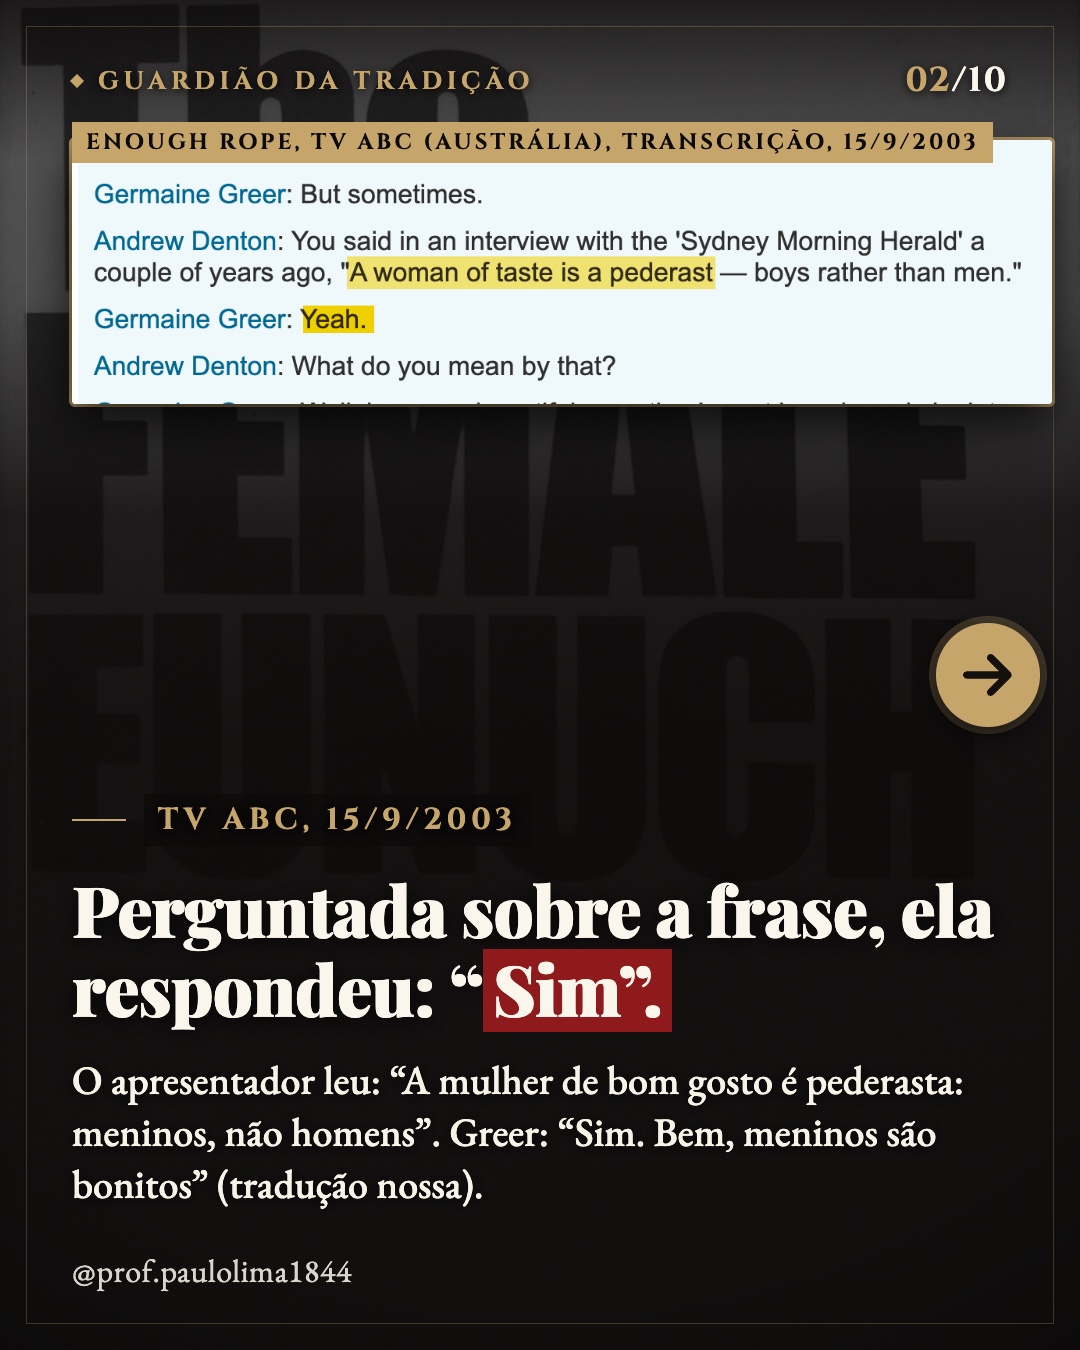 The
FEMALE
EUNUCH
◆ GUARDIÃO DA TRADIÇÃO
02/10
ENOUGH ROPE, TV ABC (AUSTRÁLIA), TRANSCRIÇÃO, 15/9/2003
Germaine Greer: But sometimes.
Andrew Denton: You said in an interview with the 'Sydney Morning Herald' a
couple of years ago, "A woman of taste is a pederast — boys rather than men."
Germaine Greer: Yeah.
Andrew Denton: What do you mean by that?
TV ABC, 15/9/2003
Perguntada sobre a frase, ela
respondeu: “Sim”.
O apresentador leu: “A mulher de bom gosto é pederasta:
meninos, não homens”. Greer: “Sim. Bem, meninos são
bonitos” (tradução nossa).
@prof.paulolima1844